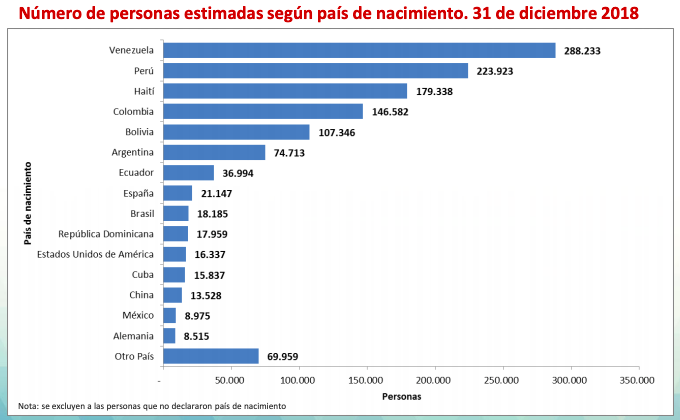 Número de personas estimadas según país de nacimiento. 31 de diciembre 2018
País de nacimiento
Venezuela 288.233
Perú 223.923
Haití 179.338
Colombia 146.582
Bolivia 107.346
Argentina 74.713
Ecuador 36.994
España 21.147
Brasil 18.185
República Dominicana 17.959
Estados Unidos de América 16.337
Cuba 15.837
China 13.528
México 8.975
Alemania 8.515
Otro País 69.959
- 50.000 100.000 150.000 200.000 250.000 300.000 350.000
Personas
Nota: se excluyen a las personas que no declararon país de nacimiento